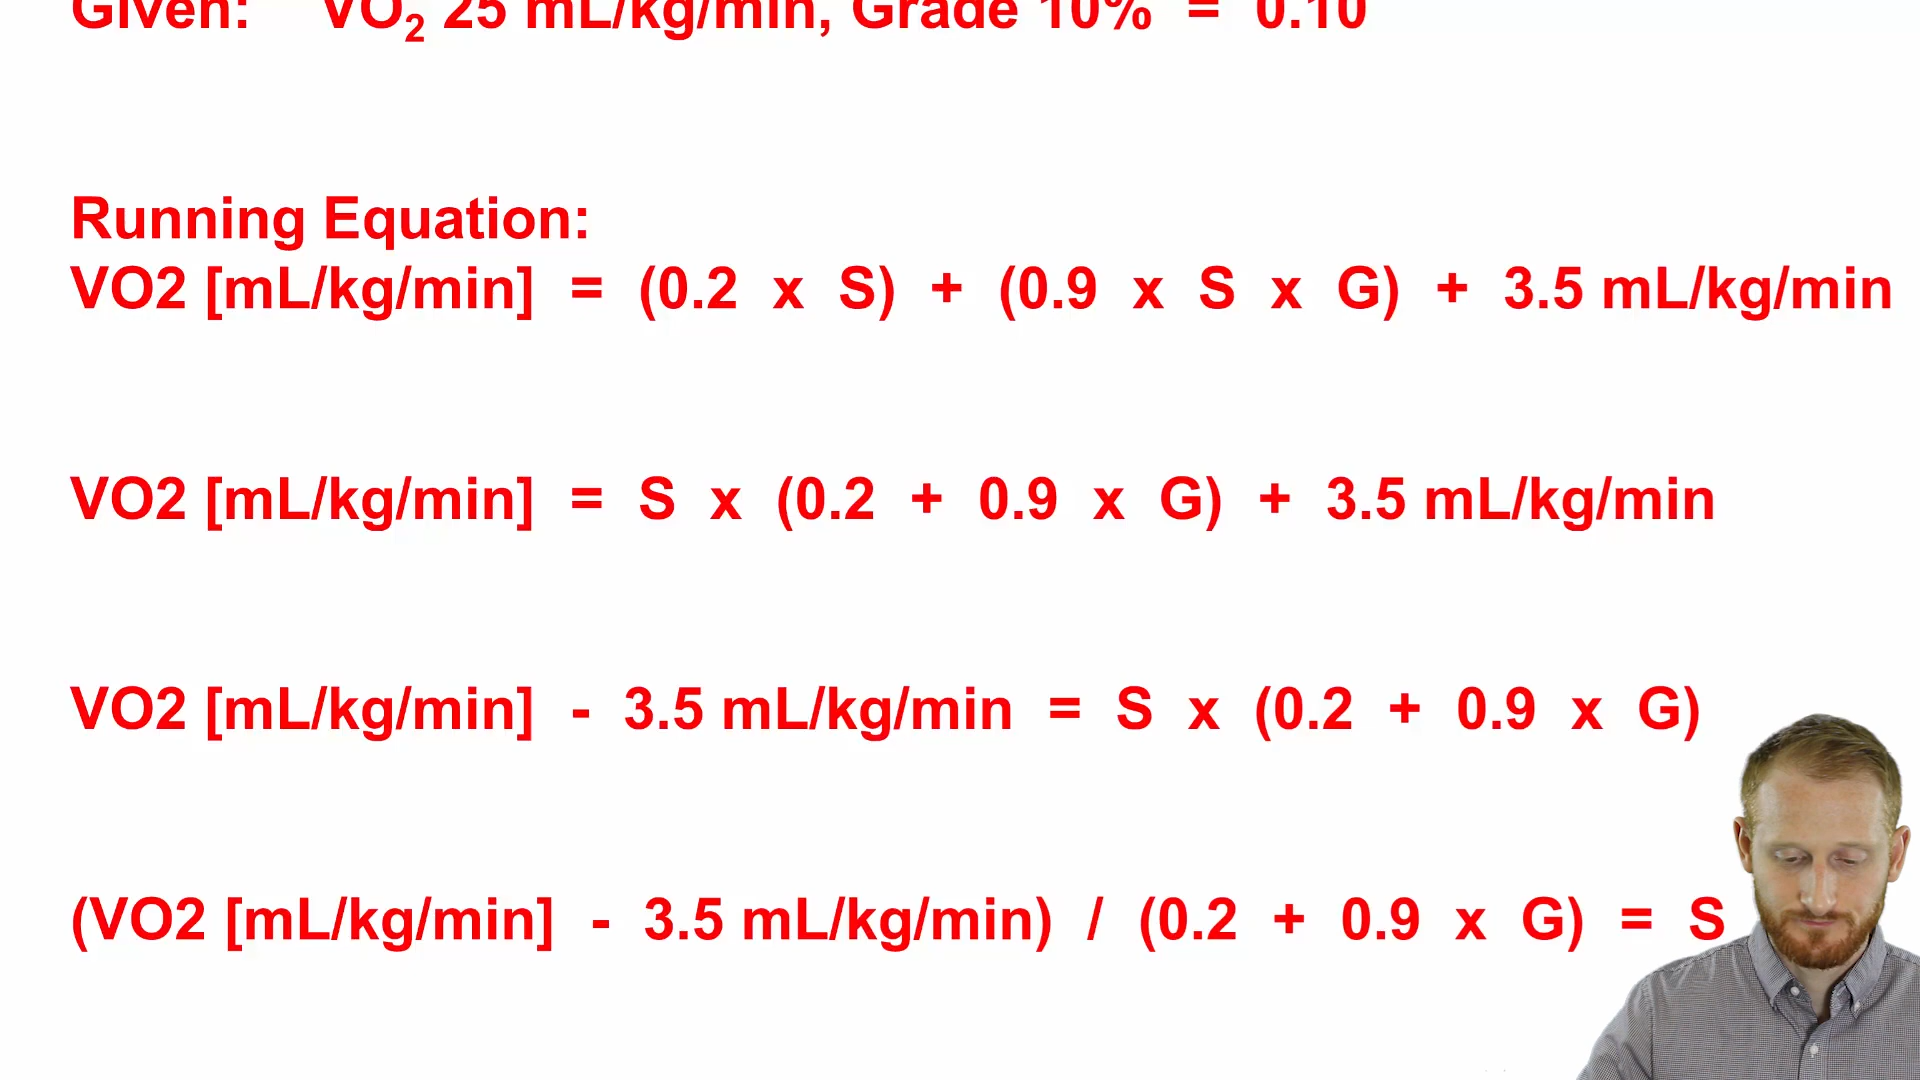 Given: VO2 25 mL/kg/min, Grade 10% = 0.10
Running Equation:
VO2 [mL/kg/min] = (0.2 x S) + (0.9 x S x G) + 3.5 mL/kg/min
VO2 [mL/kg/min] = S x (0.2 + 0.9 x G) + 3.5 mL/kg/min
VO2 [mL/kg/min] - 3.5 mL/kg/min = S x (0.2 + 0.9 x G)
(VO2 [mL/kg/min] - 3.5 mL/kg/min) / (0.2 + 0.9 x G) = S